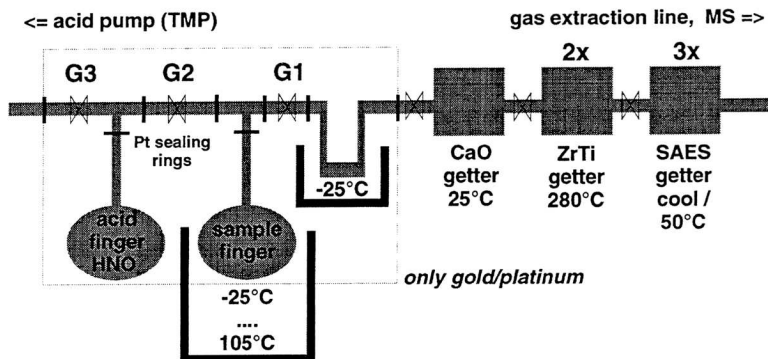 <= acid pump (TMP)
gas extraction line, MS =>
G3
G2
G1
2x
3x
Pt sealing
rings
-25°C
CaO
getter
25°C
ZrTi
getter
280°C
SAES
getter
cool /
50°C
acid
finger
HNO
sample
finger
-25°C
....
105°C
only gold/platinum